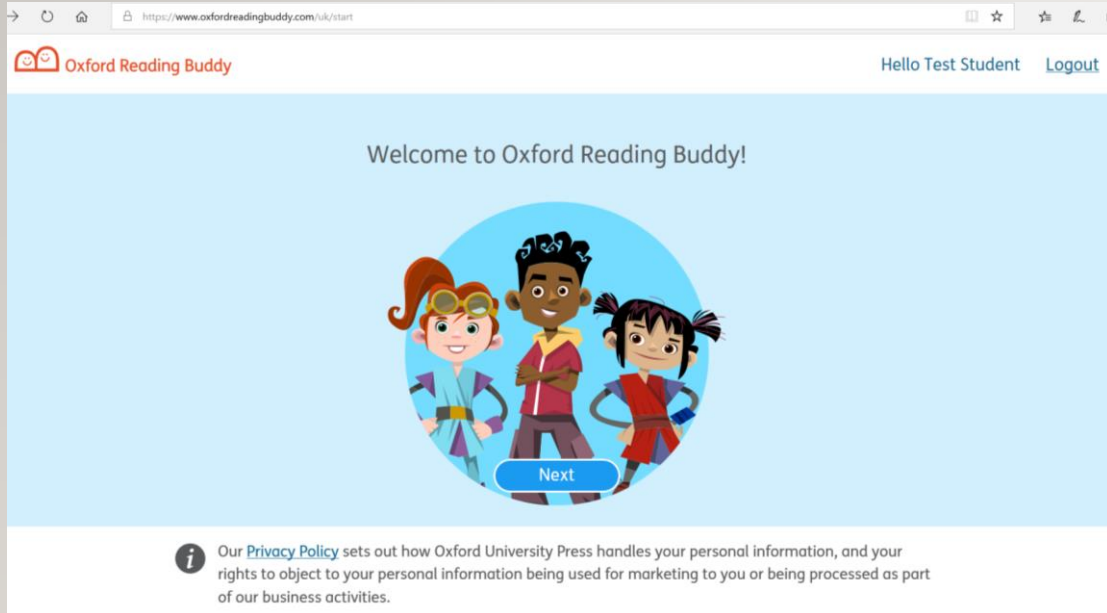 https://www.oxfordreadingbuddy.com/uk/start
Oxford Reading Buddy
Hello Test Student Logout
Welcome to Oxford Reading Buddy!
Next
i
Our Privacy Policy sets out how Oxford University Press handles your personal information, and your
rights to object to your personal information being used for marketing to you or being processed as part
of our business activities.